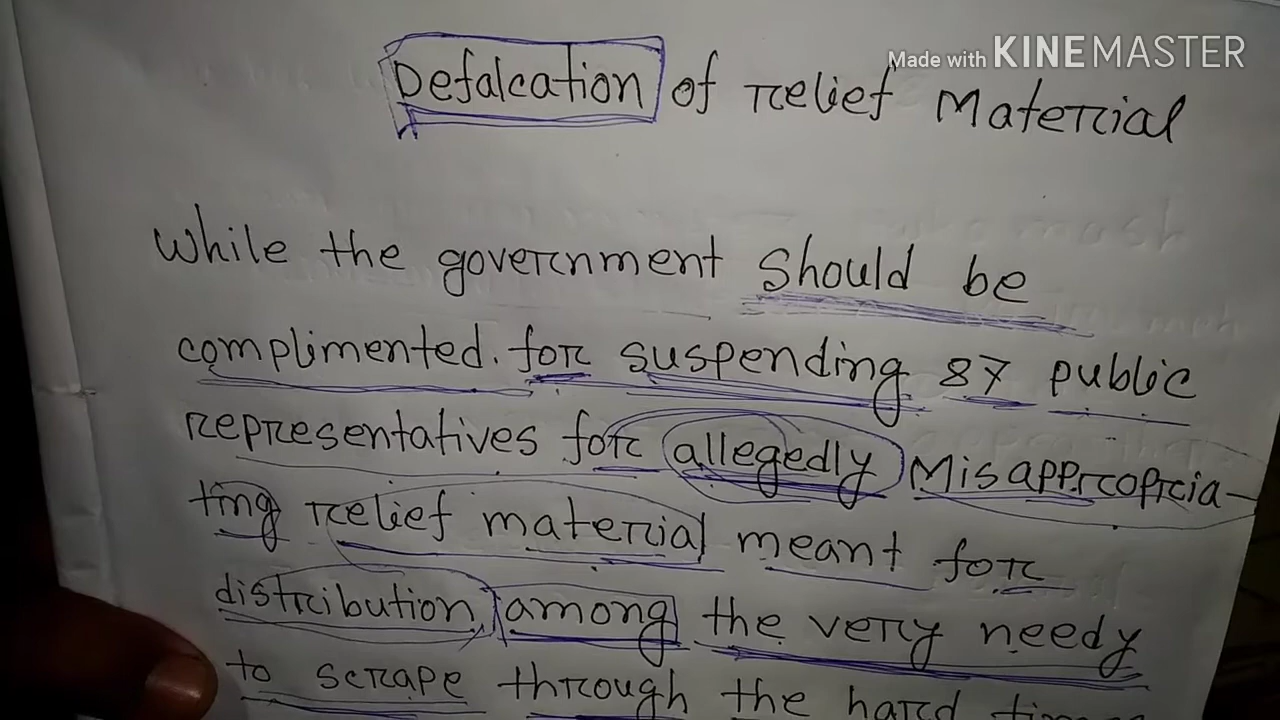 Made with KINEMASTER
Defalcation of relief Material
While the government should be
complimented. for suspending 87 public
representatives for allegedly Misappropria-
ting relief material meant for
distribution, among the very needy
to scrape through the hard